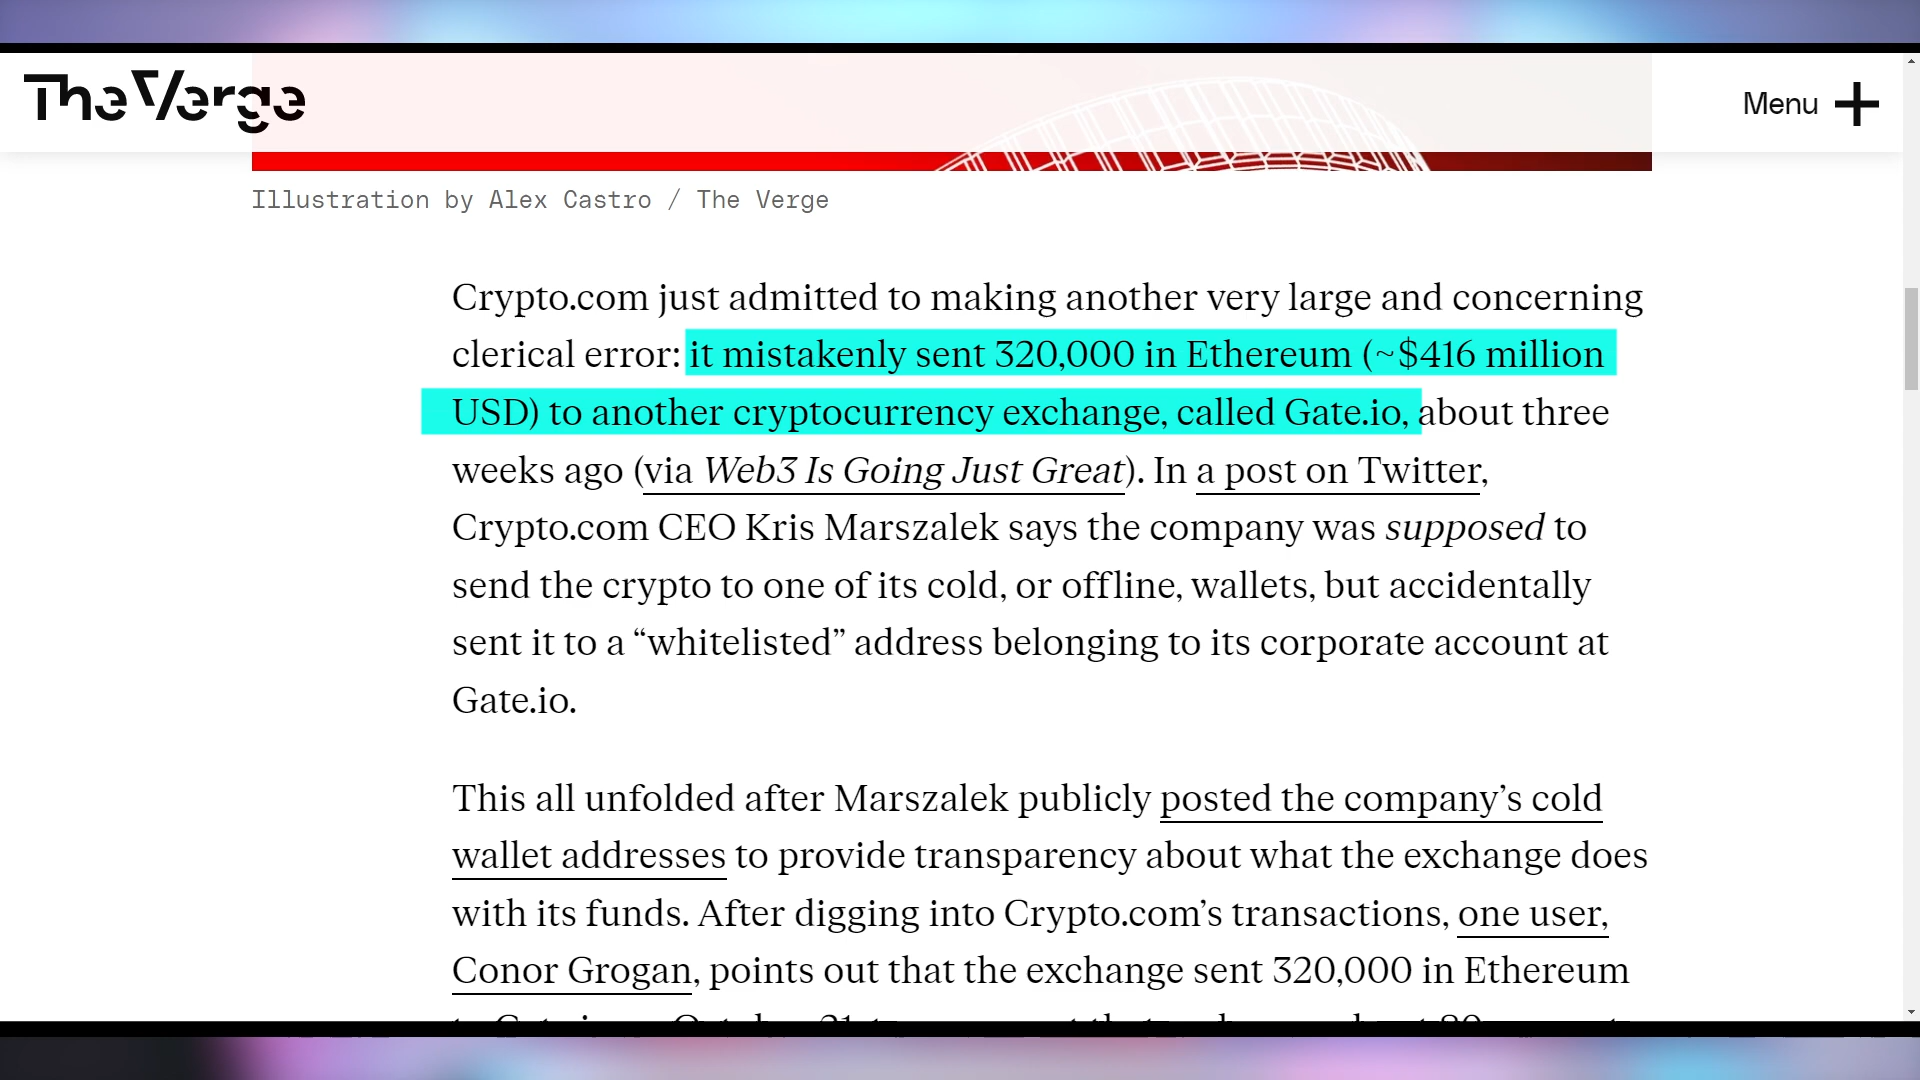 The Verge
Menu
Illustration by Alex Castro / The Verge
Crypto.com just admitted to making another very large and concerning
clerical error: it mistakenly sent 320,000 in Ethereum (~$416 million
USD) to another cryptocurrency exchange, called Gate.io, about three
weeks ago (via Web3 Is Going Just Great). In a post on Twitter,
Crypto.com CEO Kris Marszalek says the company was supposed to
send the crypto to one of its cold, or offline, wallets, but accidentally
sent it to a “whitelisted” address belonging to its corporate account at
Gate.io.
This all unfolded after Marszalek publicly posted the company’s cold
wallet addresses to provide transparency about what the exchange does
with its funds. After digging into Crypto.com’s transactions, one user,
Conor Grogan, points out that the exchange sent 320,000 in Ethereum